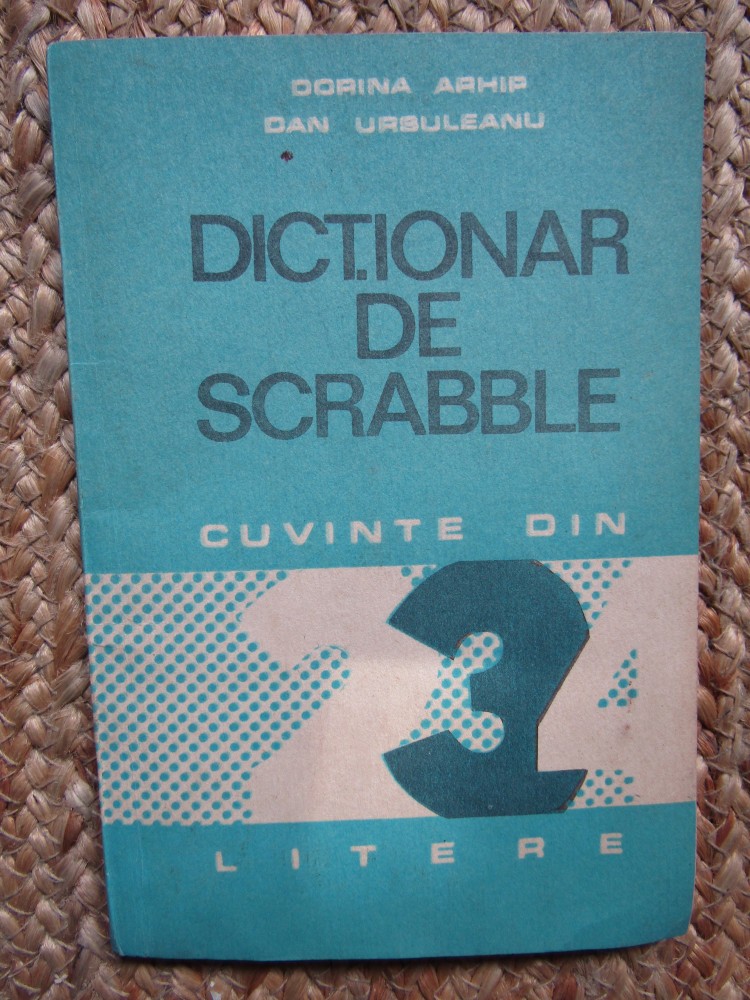 DORINA ARHIP
DAN URSULEANU
DICȚIONAR
DE
SCRABBLE
CUVINTE DIN
2 3 4
LITERE